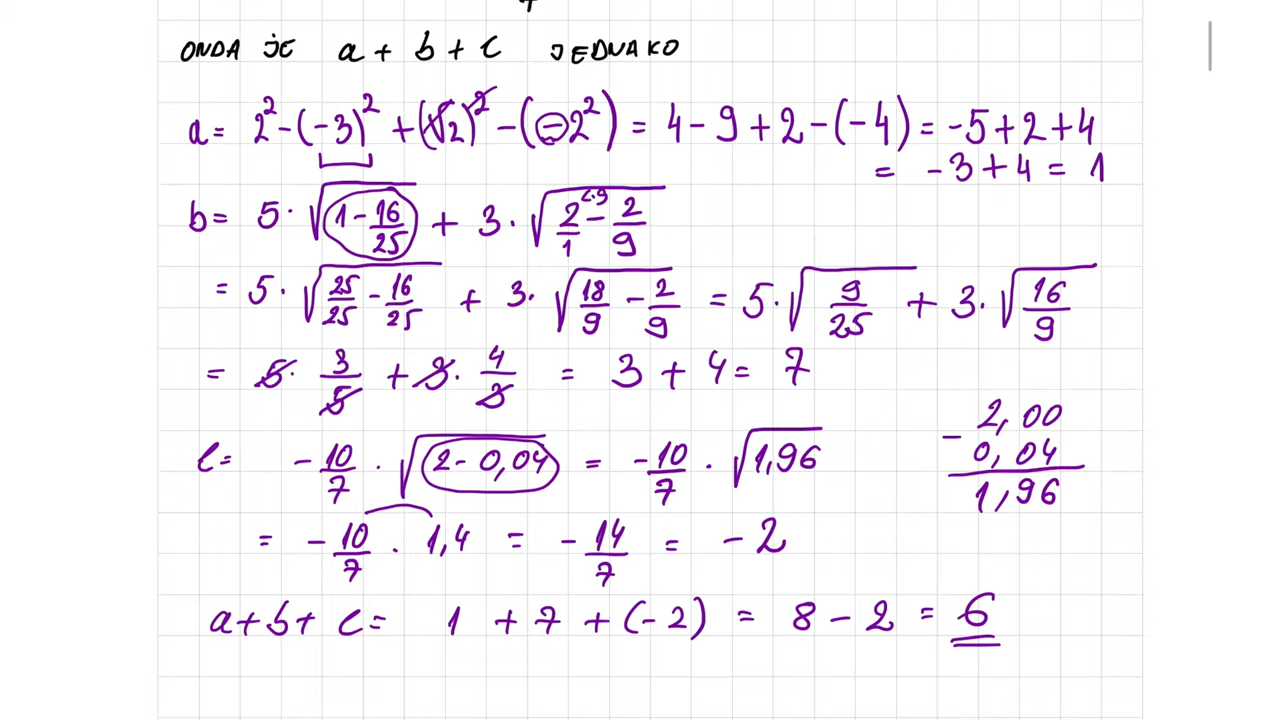 ONDA JE a + b + c JEDNAKO
a = 2² - (-3)² + (√2)² - (-2²) = 4 - 9 + 2 - (-4) = -5 + 2 + 4
= -3 + 4 = 1
b = 5 · √(1 - 16/25) + 3 · √(2/1 - 2/9) ·9
= 5 · √(25/25 - 16/25) + 3 · √(18/9 - 2/9) = 5 · √(9/25) + 3 · √(16/9)
= 5 · 3/5 + 3 · 4/3 = 3 + 4 = 7
c = -10/7 · √(2 - 0,04) = -10/7 · √1,96
= -10/7 · 1,4 = -14/7 = -2
2,00
- 0,04
1,96
a + b + c = 1 + 7 + (-2) = 8 - 2 = 6